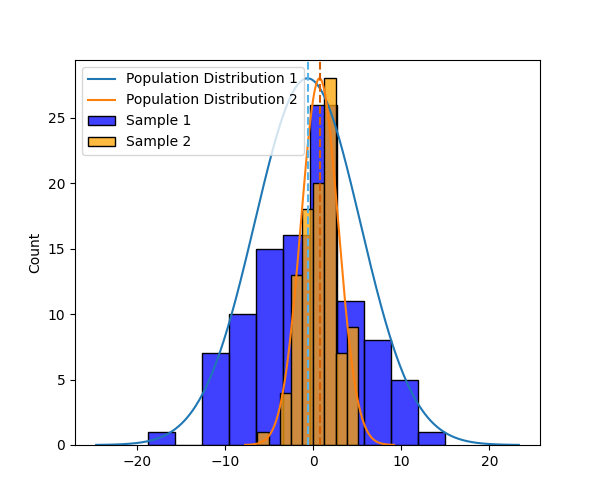 Population Distribution 1
Population Distribution 2
Sample 1
Sample 2
Count
25
20
15
10
5
0
−20
−10
0
10
20